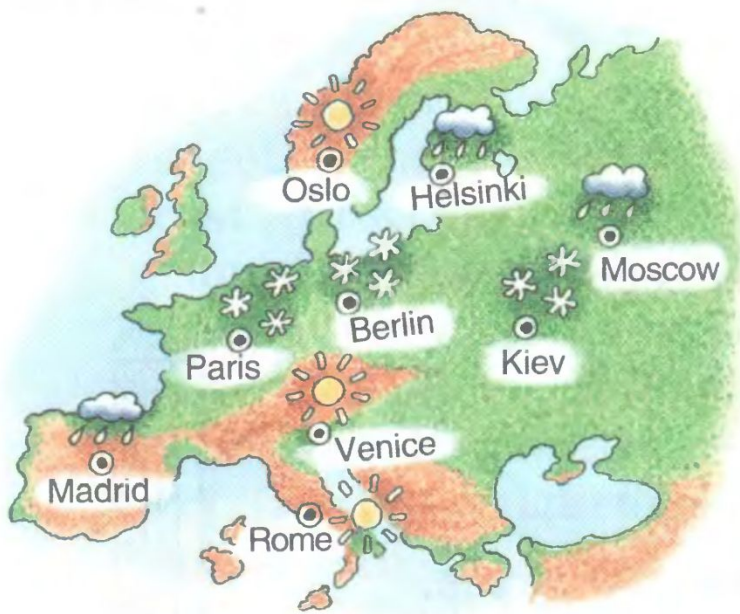 Oslo
Helsinki
Moscow
Berlin
Paris
Kiev
Venice
Madrid
Rome